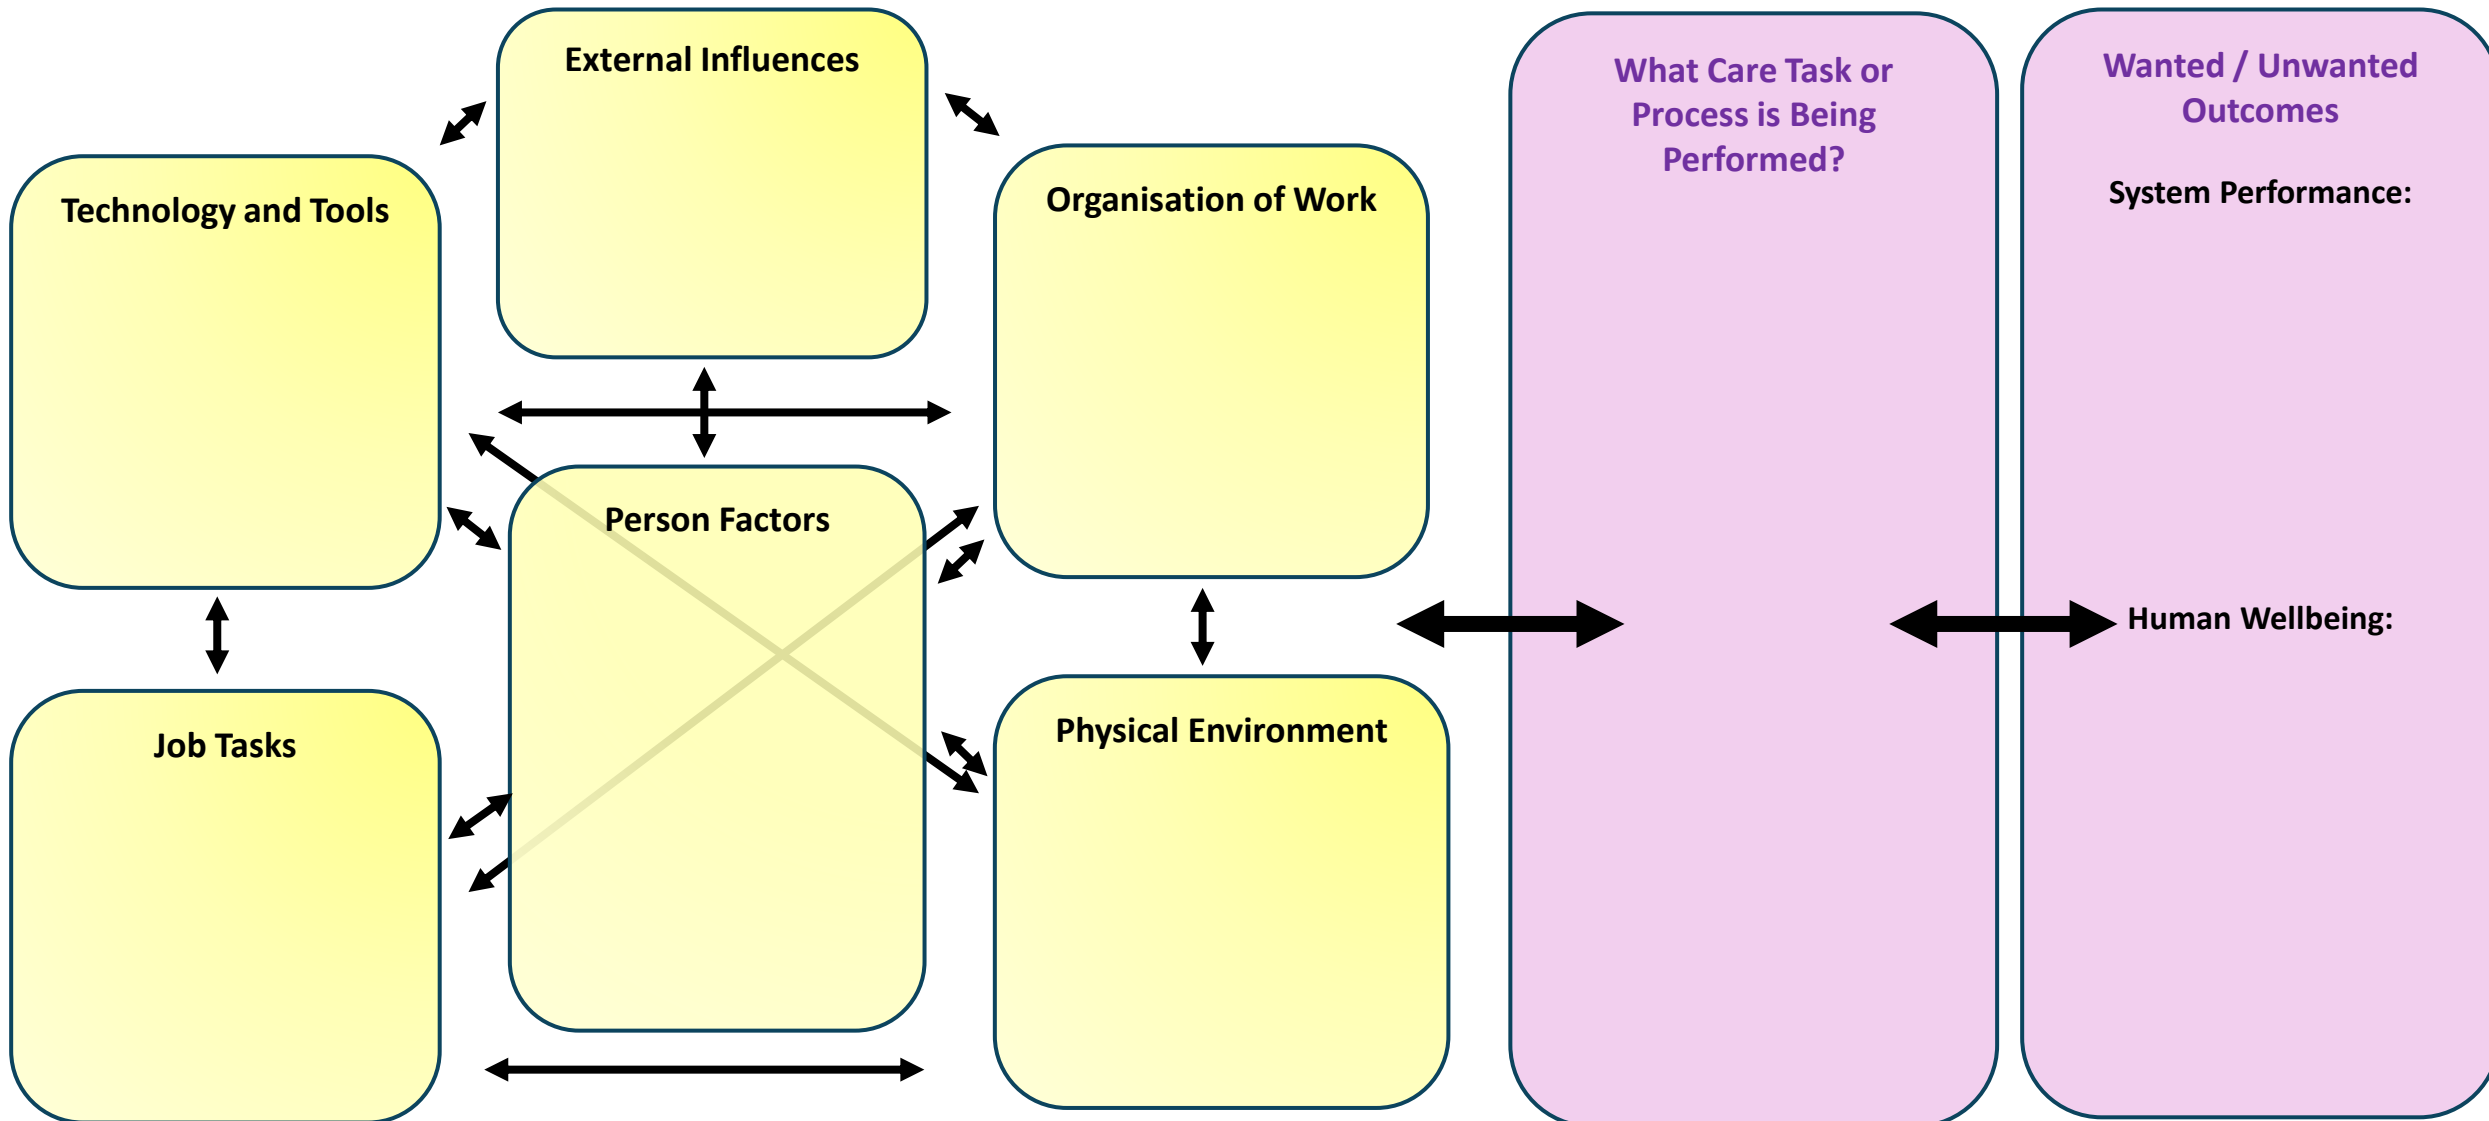 External Influences
Technology and Tools
Organisation of Work
Person Factors
Job Tasks
Physical Environment
What Care Task or
Process is Being
Performed?
Wanted / Unwanted
Outcomes
System Performance:
Human Wellbeing: